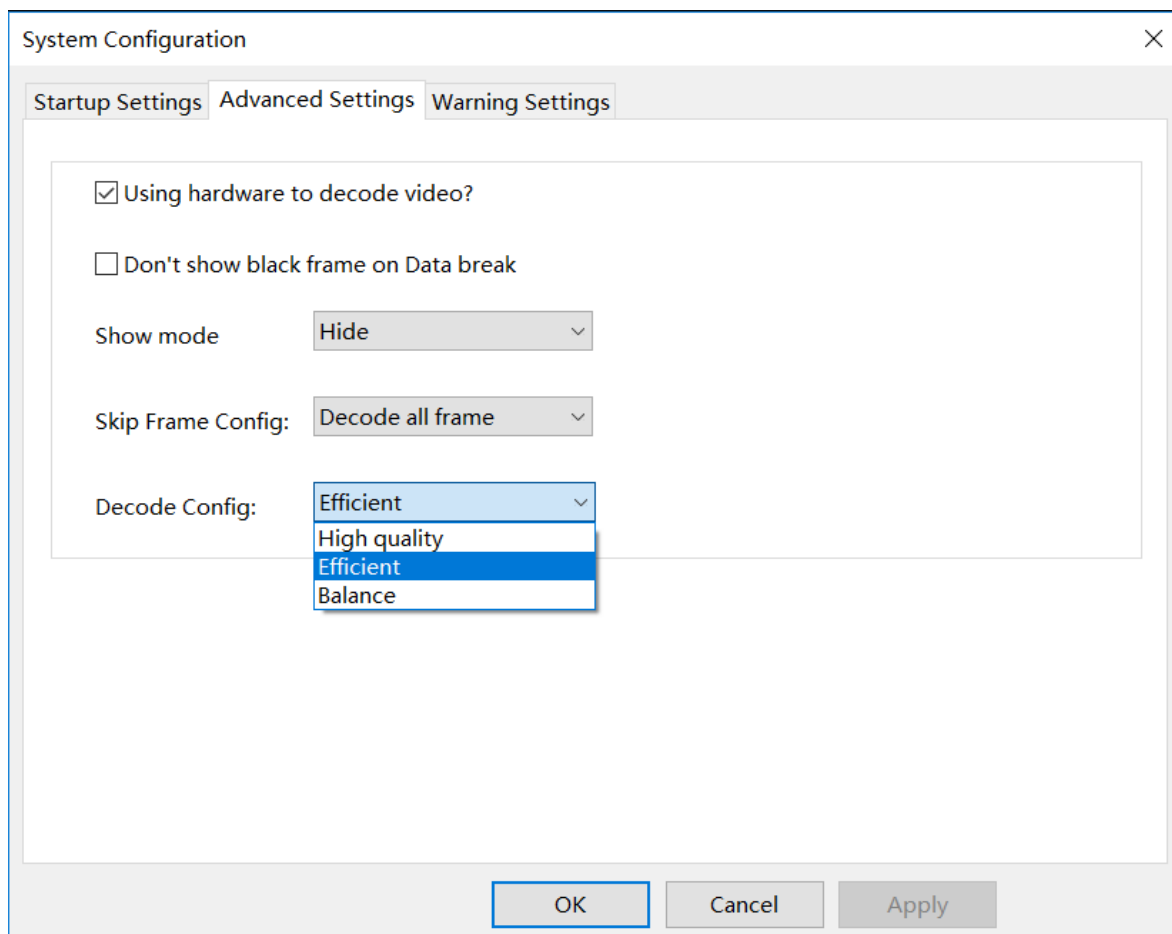 System Configuration
Startup Settings Advanced Settings Warning Settings
Using hardware to decode video?
Don't show black frame on Data break
Show mode Hide
Skip Frame Config: Decode all frame
Decode Config: Efficient
High quality
Efficient
Balance
OK Cancel Apply